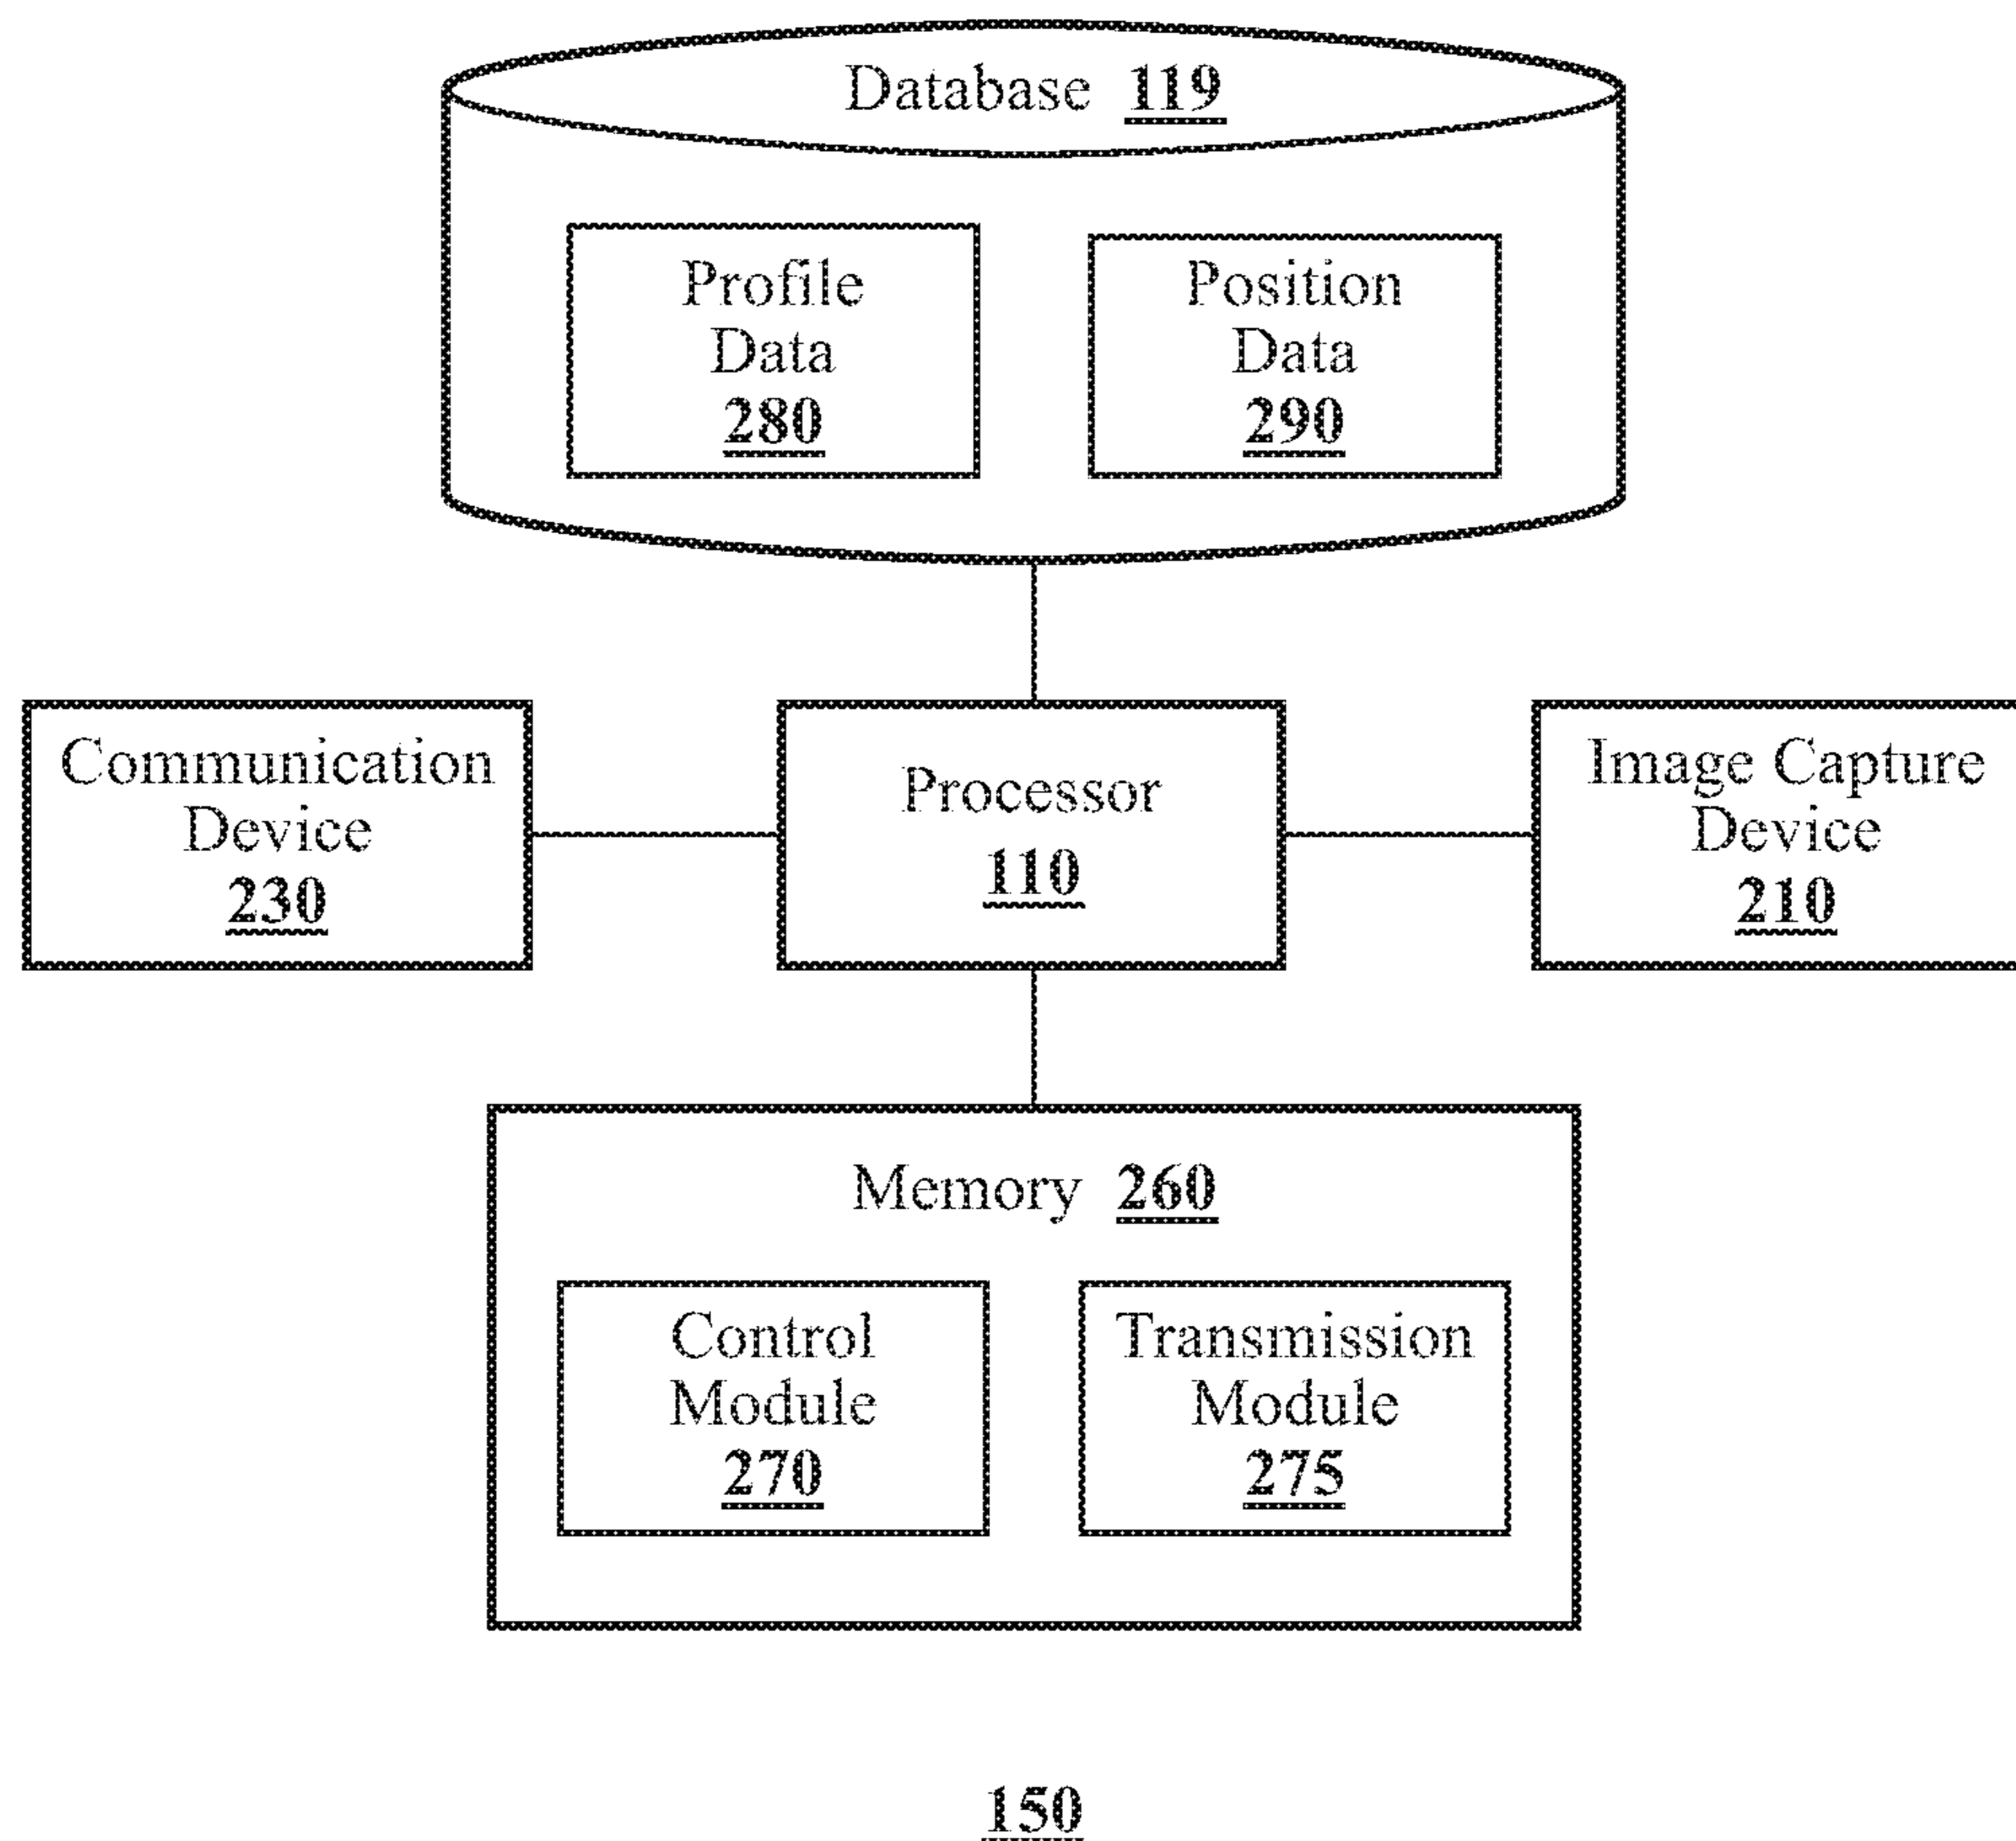 Database 119
Profile
Data
280
Position
Data
290
Communication
Device
230
Processor
110
Image Capture
Device
210
Memory 260
Control
Module
270
Transmission
Module
275
150